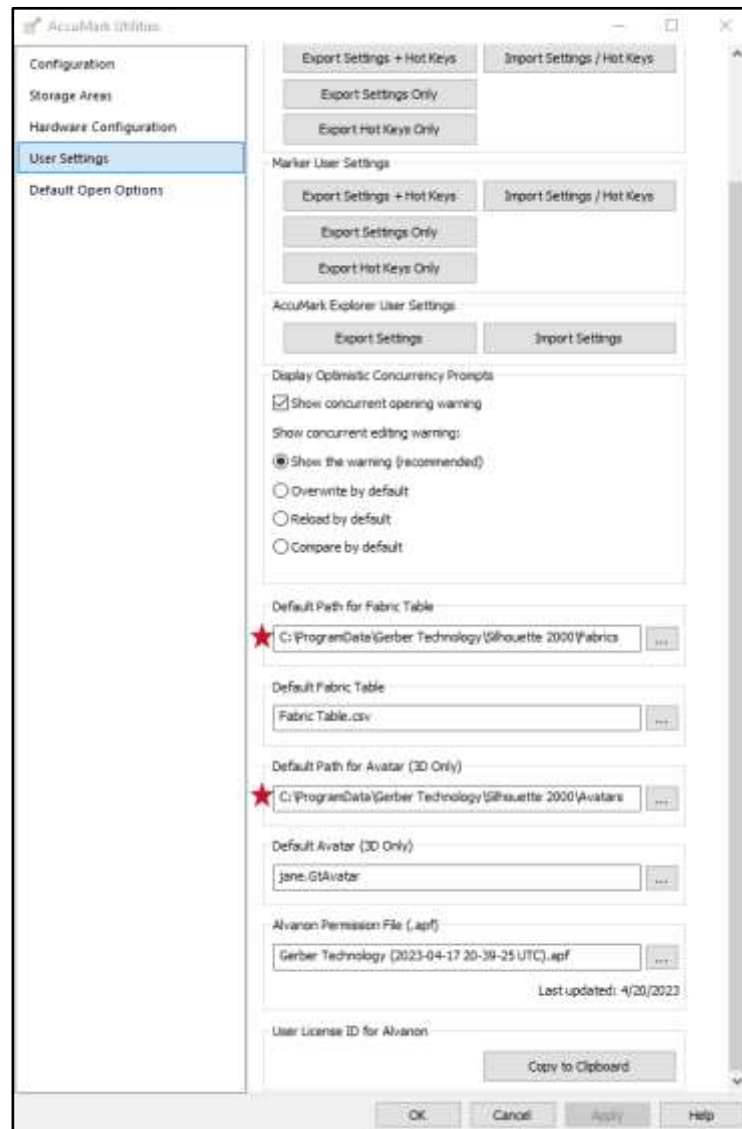 AccuMark Utilities
Configuration
Storage Areas
Hardware Configuration
User Settings
Default Open Options
Export Settings + Hot Keys
Import Settings / Hot Keys
Export Settings Only
Export Hot Keys Only
Marker User Settings
Export Settings + Hot Keys
Import Settings / Hot Keys
Export Settings Only
Export Hot Keys Only
AccuMark Explorer User Settings
Export Settings
Import Settings
Display Optimistic Concurrency Prompts
Show concurrent opening warning
Show concurrent editing warning:
Show the warning (recommended)
Overwrite by default
Reload by default
Compare by default
Default Path for Fabric Table
C:\ProgramData\Gerber Technology\Silhouette 2000\Fabrics
...
Default Fabric Table
Fabric Table.csv
...
Default Path for Avatar (3D Only)
C:\ProgramData\Gerber Technology\Silhouette 2000\Avatars
...
Default Avatar (3D Only)
jane.GtAvatar
...
Alvanon Permission File (.apf)
Gerber Technology (2023-04-17 20-39-25 UTC).apf
...
Last updated: 4/20/2023
User License ID for Alvanon
Copy to Clipboard
OK
Cancel
Apply
Help